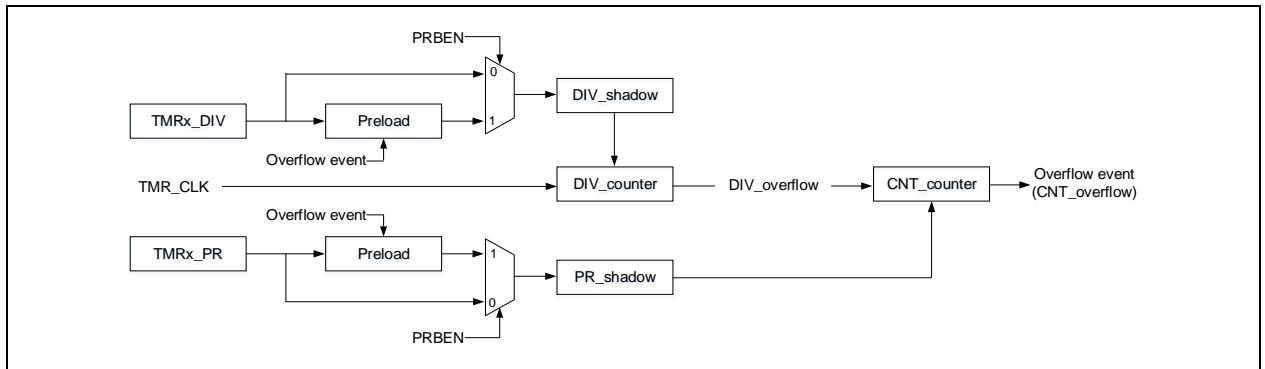 PRBEN
0
DIV_shadow
TMRx_DIV
Preload
1
Overflow event
TMR_CLK
DIV_counter
DIV_overflow
CNT_counter
Overflow event
(CNT_overflow)
Overflow event
TMRx_PR
Preload
1
PR_shadow
0
PRBEN